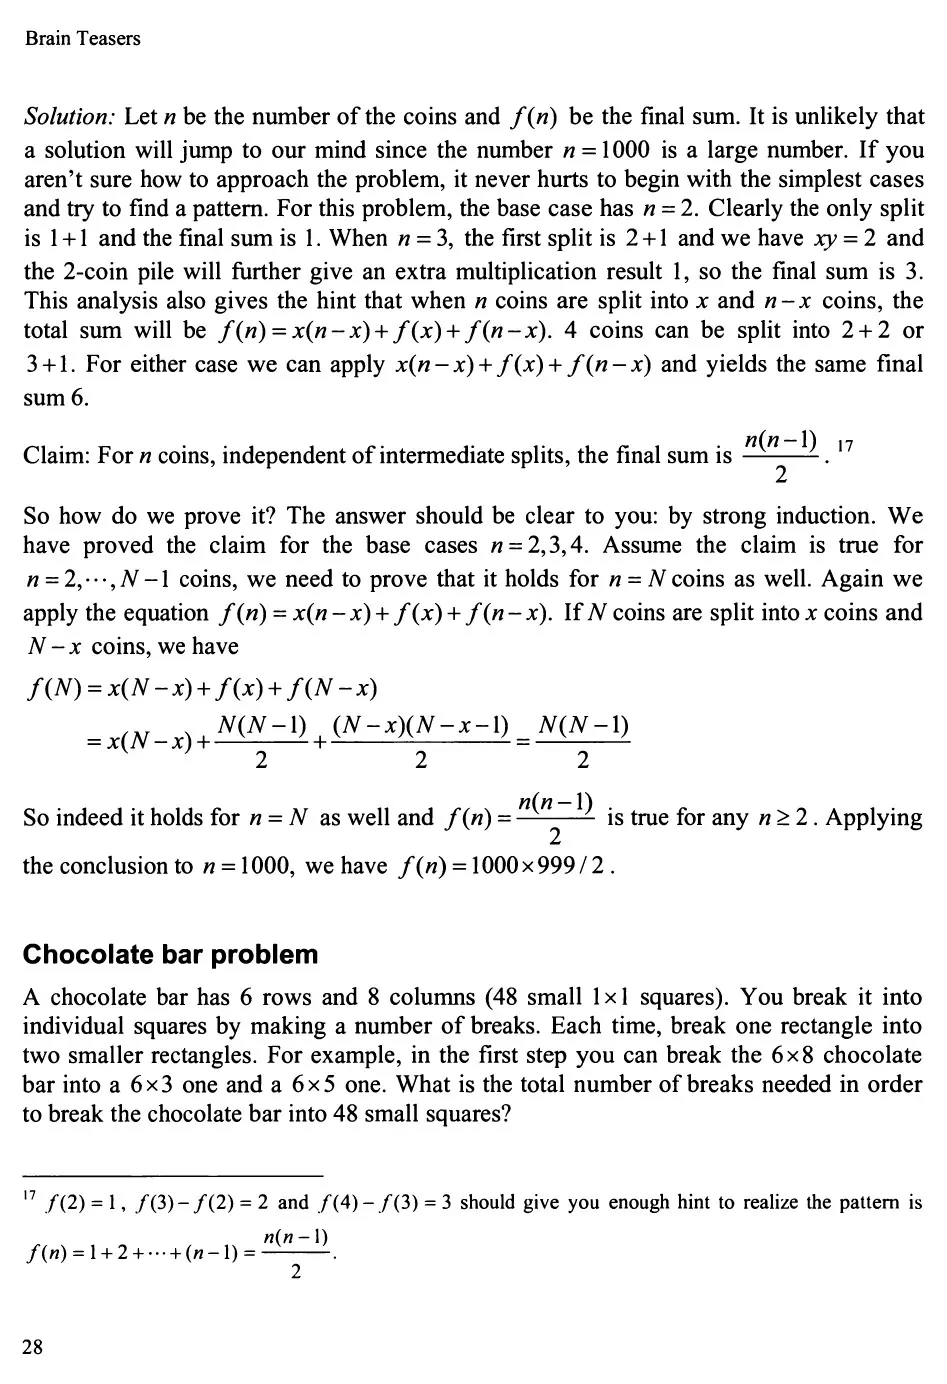 Brain Teasers
Solution: Let n be the number of the coins and f(n) be the final sum. It is unlikely that
a solution will jump to our mind since the number n = 1000 is a large number. If you
aren't sure how to approach the problem, it never hurts to begin with the simplest cases
and try to find a pattern. For this problem, the base case has n = 2. Clearly the only split
is 1+1 and the final sum is 1. When n = 3, the first split is 2+1 and we have xy = 2 and
the 2-coin pile will further give an extra multiplication result 1, so the final sum is 3.
This analysis also gives the hint that when n coins are split into x and n−x coins, the
total sum will be f(n) = x(n−x)+ f(x)+ f(n−x). 4 coins can be split into 2+2 or
3+1. For either case we can apply x(n−x)+ f(x)+ f(n−x) and yields the same final
sum 6.
Claim: For n coins, independent of intermediate splits, the final sum is n(n−1)/2. 17
So how do we prove it? The answer should be clear to you: by strong induction. We
have proved the claim for the base cases n = 2,3,4. Assume the claim is true for
n = 2,⋯,N−1 coins, we need to prove that it holds for n = N coins as well. Again we
apply the equation f(n) = x(n−x)+ f(x)+ f(n−x). If N coins are split into x coins and
N−x coins, we have
f(N) = x(N−x)+ f(x)+ f(N−x)
= x(N−x)+ N(N−1)/2 + (N−x)(N−x−1)/2 = N(N−1)/2
So indeed it holds for n = N as well and f(n) = n(n−1)/2 is true for any n ≥ 2. Applying
the conclusion to n = 1000, we have f(n) = 1000×999/2.
Chocolate bar problem
A chocolate bar has 6 rows and 8 columns (48 small 1×1 squares). You break it into
individual squares by making a number of breaks. Each time, break one rectangle into
two smaller rectangles. For example, in the first step you can break the 6×8 chocolate
bar into a 6×3 one and a 6×5 one. What is the total number of breaks needed in order
to break the chocolate bar into 48 small squares?
17 f(2) = 1, f(3)− f(2) = 2 and f(4)− f(3) = 3 should give you enough hint to realize the pattern is
f(n) = 1+2+⋯+(n−1) = n(n−1)/2.
28